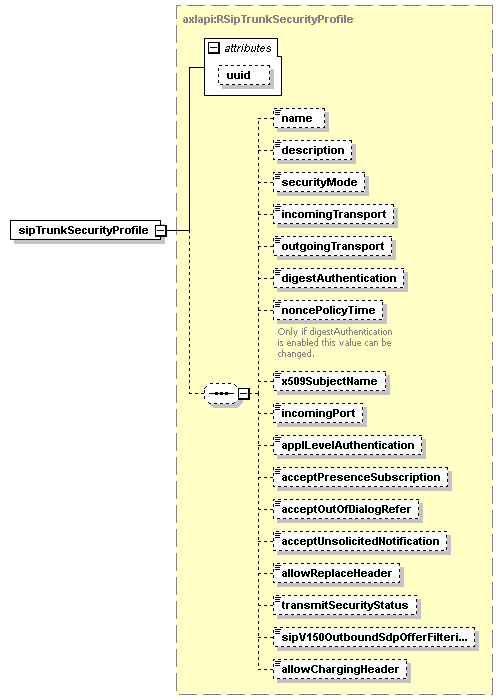 axlapi:RSipTrunkSecurityProfile
attributes
uuid
name
description
securityMode
incomingTransport
sipTrunkSecurityProfile
outgoingTransport
digestAuthentication
noncePolicyTime
Only if digestAuthentication
is enabled this value can be
changed.
x509SubjectName
incomingPort
applLevelAuthentication
acceptPresenceSubscription
acceptOutOfDialogRefer
acceptUnsolicitedNotification
allowReplaceHeader
transmitSecurityStatus
sipV150OutboundSdpOfferFilteri...
allowChargingHeader